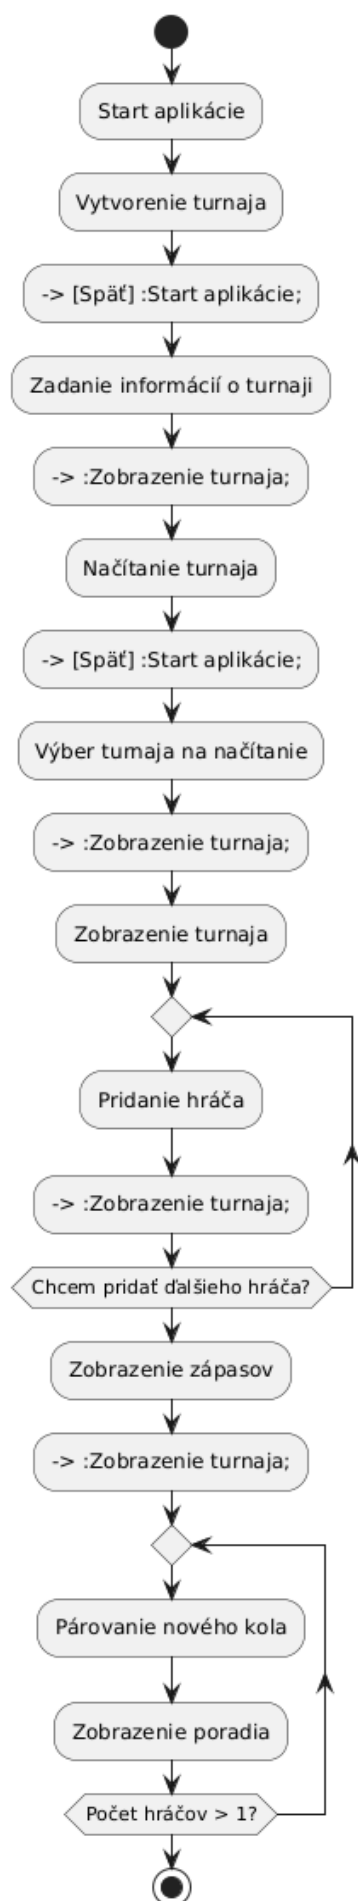 Start aplikácie
Vytvorenie turnaja
-> [Späť] :Start aplikácie;
Zadanie informácií o turnaji
-> :Zobrazenie turnaja;
Načítanie turnaja
-> [Späť] :Start aplikácie;
Výber turnaja na načítanie
-> :Zobrazenie turnaja;
Zobrazenie turnaja
Pridanie hráča
-> :Zobrazenie turnaja;
Chcem pridať ďalšieho hráča?
Zobrazenie zápasov
-> :Zobrazenie turnaja;
Párovanie nového kola
Zobrazenie poradia
Počet hráčov > 1?